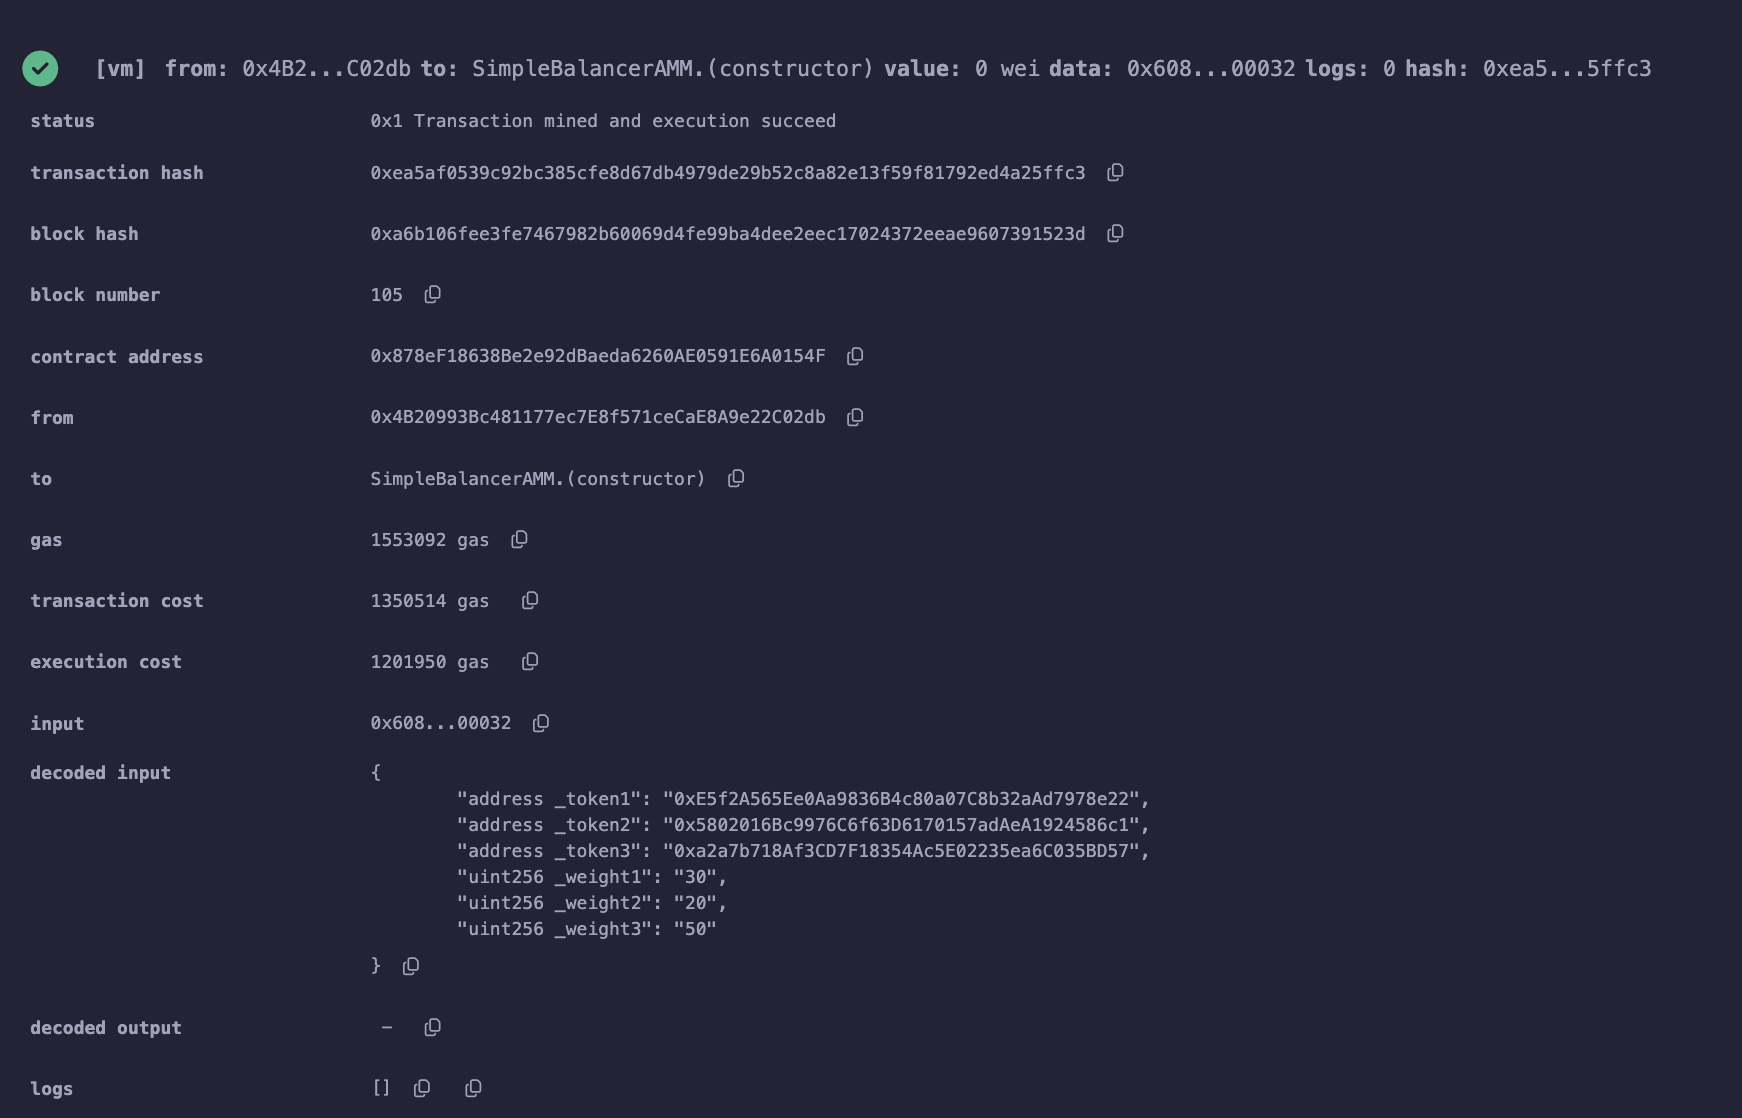 [vm] from: 0x4B2...C02db to: SimpleBalancerAMM.(constructor) value: 0 wei data: 0x608...00032 logs: 0 hash: 0xea5...5ffc3
status 0x1 Transaction mined and execution succeed
transaction hash 0xea5af0539c92bc385cfe8d67db4979de29b52c8a82e13f59f81792ed4a25ffc3
block hash 0xa6b106fee3fe7467982b60069d4fe99ba4dee2eec17024372eeae9607391523d
block number 105
contract address 0x878eF18638Be2e92dBaeda6260AE0591E6A0154F
from 0x4B20993Bc481177ec7E8f571ceCaE8A9e22C02db
to SimpleBalancerAMM.(constructor)
gas 1553092 gas
transaction cost 1350514 gas
execution cost 1201950 gas
input 0x608...00032
decoded input {
"address _token1": "0xE5f2A565Ee0Aa9836B4c80a07C8b32aAd7978e22",
"address _token2": "0x5802016Bc9976C6f63D6170157adAeA1924586c1",
"address _token3": "0xa2a7b718Af3CD7F18354Ac5E02235ea6C035BD57",
"uint256 _weight1": "30",
"uint256 _weight2": "20",
"uint256 _weight3": "50"
}
decoded output –
logs []